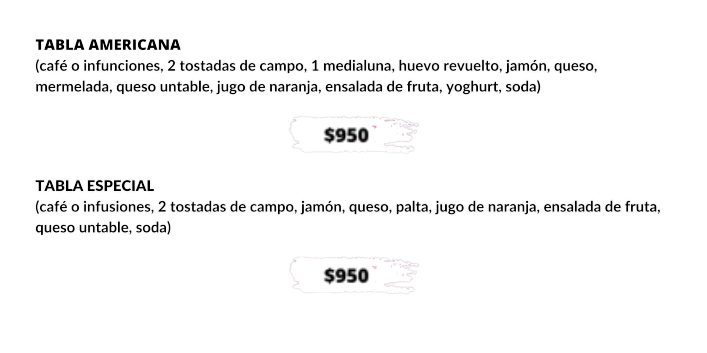 TABLA AMERICANA
(café o infunciones, 2 tostadas de campo, 1 medialuna, huevo revuelto, jamón, queso,
mermelada, queso untable, jugo de naranja, ensalada de fruta, yoghurt, soda)
$950
TABLA ESPECIAL
(café o infusiones, 2 tostadas de campo, jamón, queso, palta, jugo de naranja, ensalada de fruta,
queso untable, soda)
$950